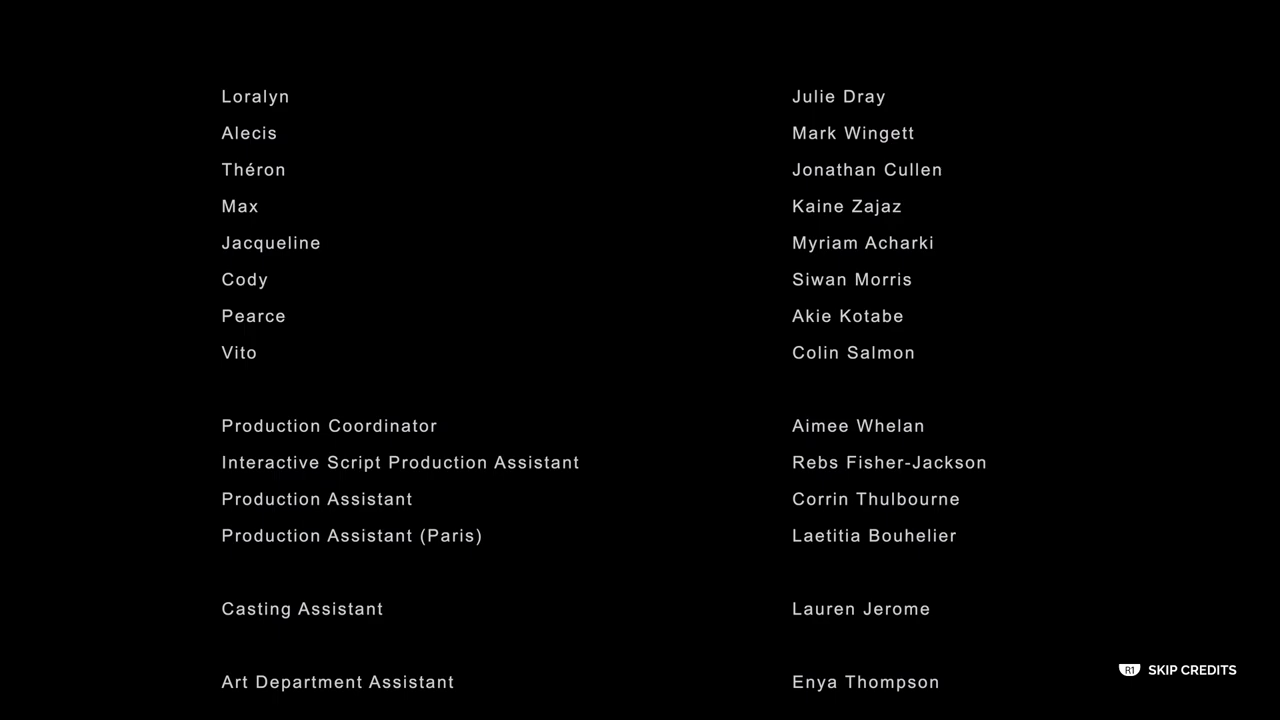 Loralyn Julie Dray
Alecis Mark Wingett
Théron Jonathan Cullen
Max Kaine Zajaz
Jacqueline Myriam Acharki
Cody Siwan Morris
Pearce Akie Kotabe
Vito Colin Salmon
Production Coordinator Aimee Whelan
Interactive Script Production Assistant Rebs Fisher-Jackson
Production Assistant Corrin Thulbourne
Production Assistant (Paris) Laetitia Bouhelier
Casting Assistant Lauren Jerome
R1 SKIP CREDITS
Art Department Assistant Enya Thompson